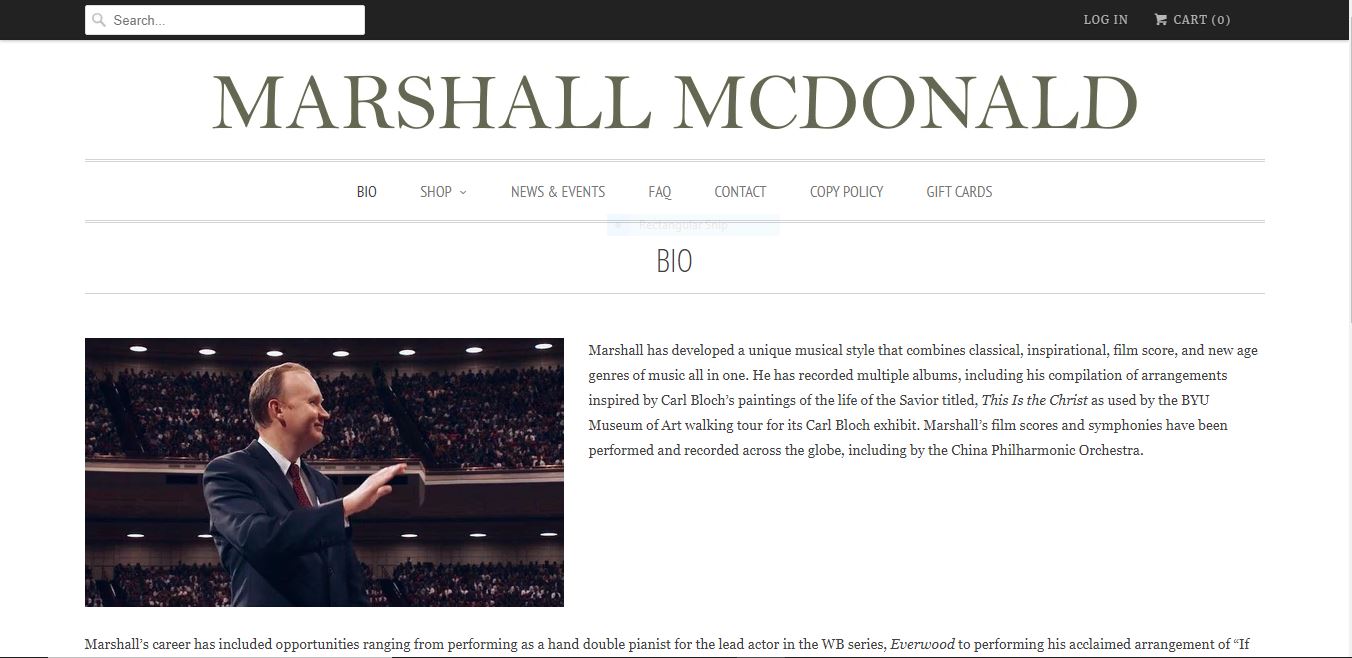 Search...
LOG IN CART (0)
MARSHALL MCDONALD
BIO SHOP NEWS & EVENTS FAQ CONTACT COPY POLICY GIFT CARDS
Rectangular Snip
BIO
Marshall has developed a unique musical style that combines classical, inspirational, film score, and new age
genres of music all in one. He has recorded multiple albums, including his compilation of arrangements
inspired by Carl Bloch’s paintings of the life of the Savior titled, This Is the Christ as used by the BYU
Museum of Art walking tour for its Carl Bloch exhibit. Marshall’s film scores and symphonies have been
performed and recorded across the globe, including by the China Philharmonic Orchestra.
Marshall’s career has included opportunities ranging from performing as a hand double pianist for the lead actor in the WB series, Everwood to performing his acclaimed arrangement of “If